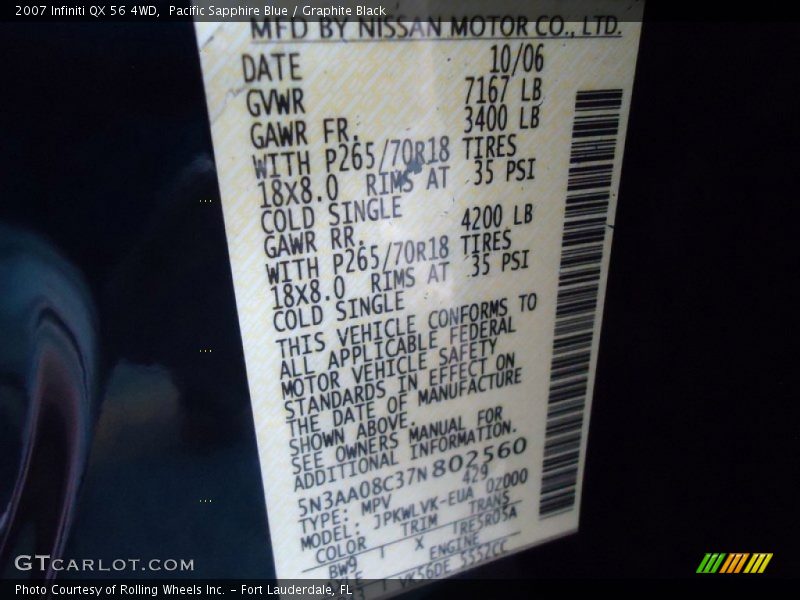 2007 Infiniti QX 56 4WD, Pacific Sapphire Blue / Graphite Black
MFD BY NISSAN MOTOR CO., LTD.
DATE 10/06
GVWR 7167 LB
GAWR FR. 3400 LB
WITH P265/70R18 TIRES
18X8.0 RIMS AT 35 PSI
COLD SINGLE
GAWR RR. 4200 LB
WITH P265/70R18 TIRES
18X8.0 RIMS AT 35 PSI
COLD SINGLE
THIS VEHICLE CONFORMS TO
ALL APPLICABLE FEDERAL
MOTOR VEHICLE SAFETY
STANDARDS IN EFFECT ON
THE DATE OF MANUFACTURE
SHOWN ABOVE.
SEE OWNERS MANUAL FOR
ADDITIONAL INFORMATION.
5N3AA08C37N802560
TYPE: MPV 429
MODEL: JPKWLVK-EUA 02000
COLOR TRIM TRANS
BW9 I X TRE5R05A
ENGINE
VK56DE 5552CC
GTCARLOT.COM
Photo Courtesy of Rolling Wheels Inc. - Fort Lauderdale, FL